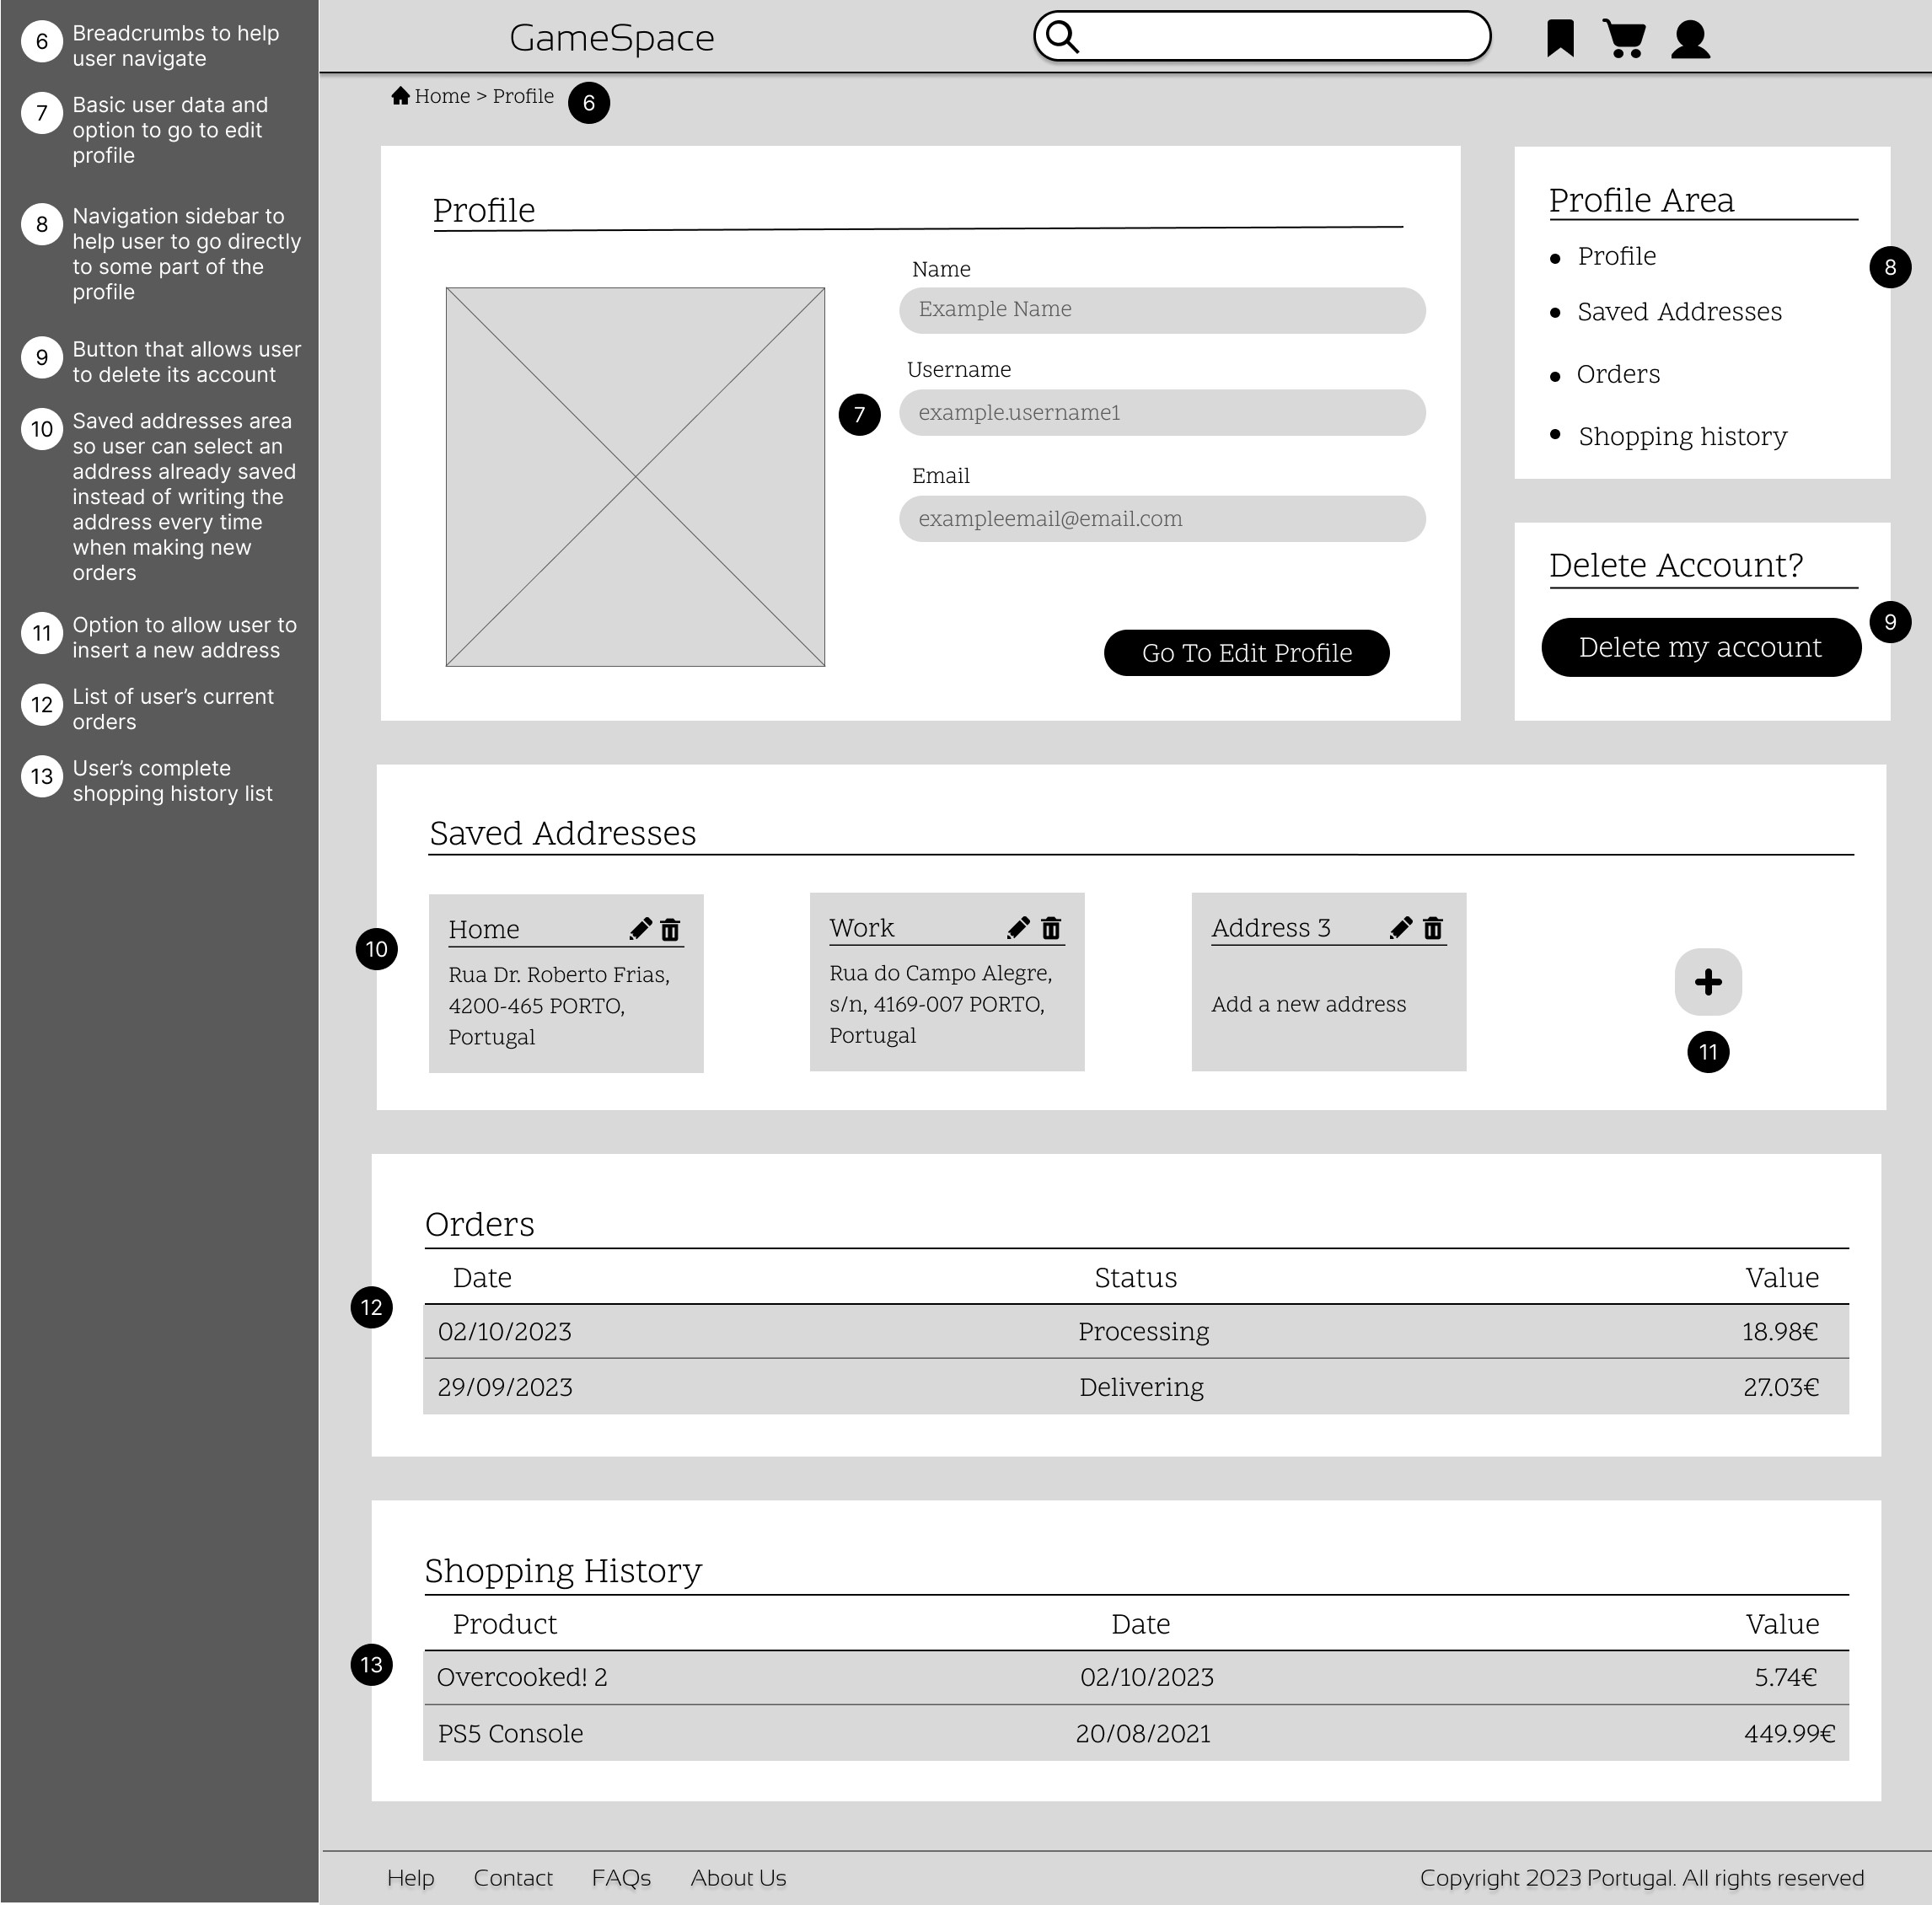 6 Breadcrumbs to help
user navigate
7 Basic user data and
option to go to edit
profile
8 Navigation sidebar to
help user to go directly
to some part of the
profile
9 Button that allows user
to delete its account
10 Saved addresses area
so user can select an
address already saved
instead of writing the
address every time
when making new
orders
11 Option to allow user to
insert a new address
12 List of user’s current
orders
13 User’s complete
shopping history list
GameSpace
Home > Profile 6
Profile
Name
Example Name
Username
7 example.username1
Email
exampleemail@email.com
Go To Edit Profile
Profile Area
Profile
8
Saved Addresses
Orders
Shopping history
Delete Account?
9
Delete my account
Saved Addresses
10
Home
Rua Dr. Roberto Frias,
4200-465 PORTO,
Portugal
Work
Rua do Campo Alegre,
s/n, 4169-007 PORTO,
Portugal
Address 3
Add a new address
11
Orders
Date Status Value
12
02/10/2023 Processing 18.98€
29/09/2023 Delivering 27.03€
Shopping History
Product Date Value
13
Overcooked! 2 02/10/2023 5.74€
PS5 Console 20/08/2021 449.99€
Help Contact FAQs About Us Copyright 2023 Portugal. All rights reserved